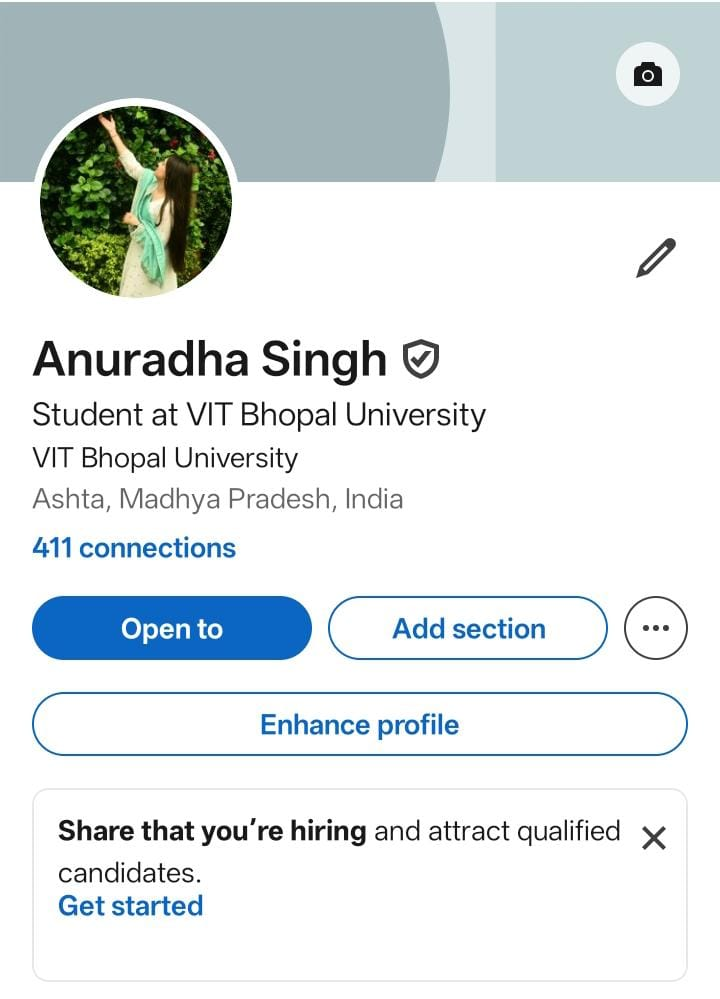 Anuradha Singh
Student at VIT Bhopal University
VIT Bhopal University
Ashta, Madhya Pradesh, India
411 connections
Open to
Add section
Enhance profile
Share that you’re hiring and attract qualified
candidates.
Get started